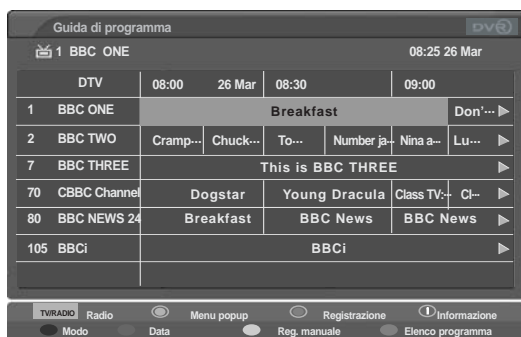 Guida di programma DVR
1 BBC ONE 08:25 26 Mar
DTV 08:00 26 Mar 08:30 09:00
1 BBC ONE Breakfast Don'...
2 BBC TWO Cramp... Chuck... To... Number ja... Nina a... Lu...
7 BBC THREE This is BBC THREE
70 CBBC Channel Dogstar Young Dracula Class TV:... Cl...
80 BBC NEWS 24 Breakfast BBC News BBC News
105 BBCi BBCi
TV/RADIO Radio Menu popup Registrazione Informazione
Modo Data Reg. manuale Elenco programma